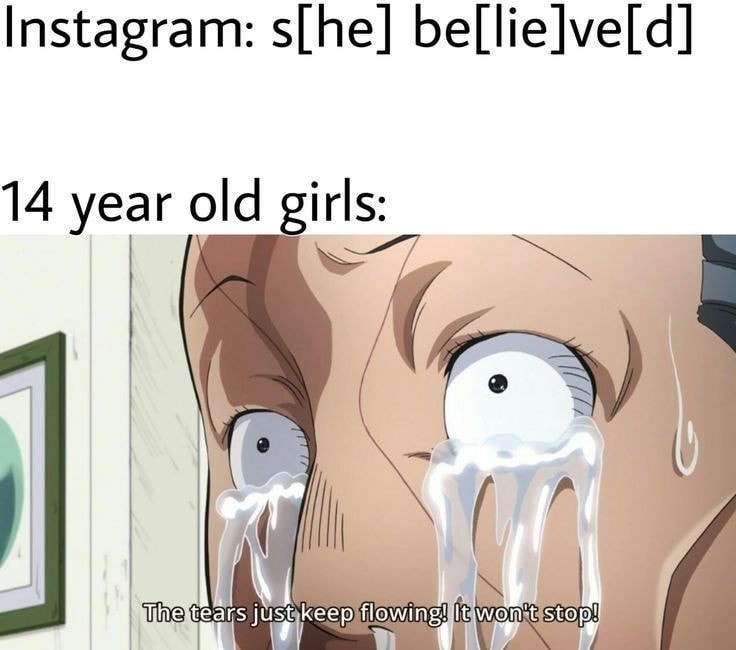 Instagram: s[he] be[lie]ve[d]
14 year old girls:
The tears just keep flowing! It won't stop!